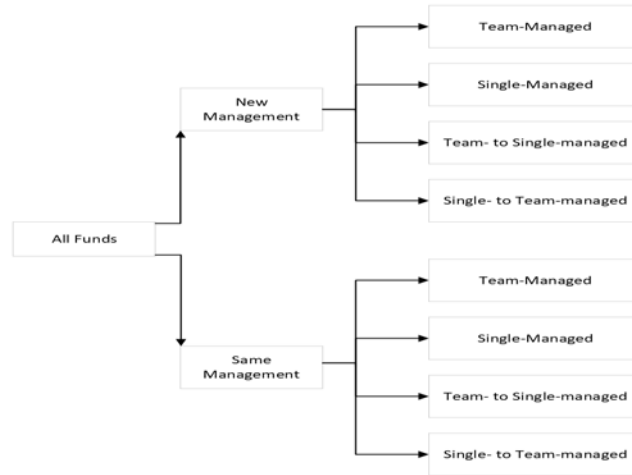 Team-Managed
Single-Managed
New
Management
Team- to Single-managed
Single- to Team-managed
All Funds
Team-Managed
Single-Managed
Same
Management
Team- to Single-managed
Single- to Team-managed